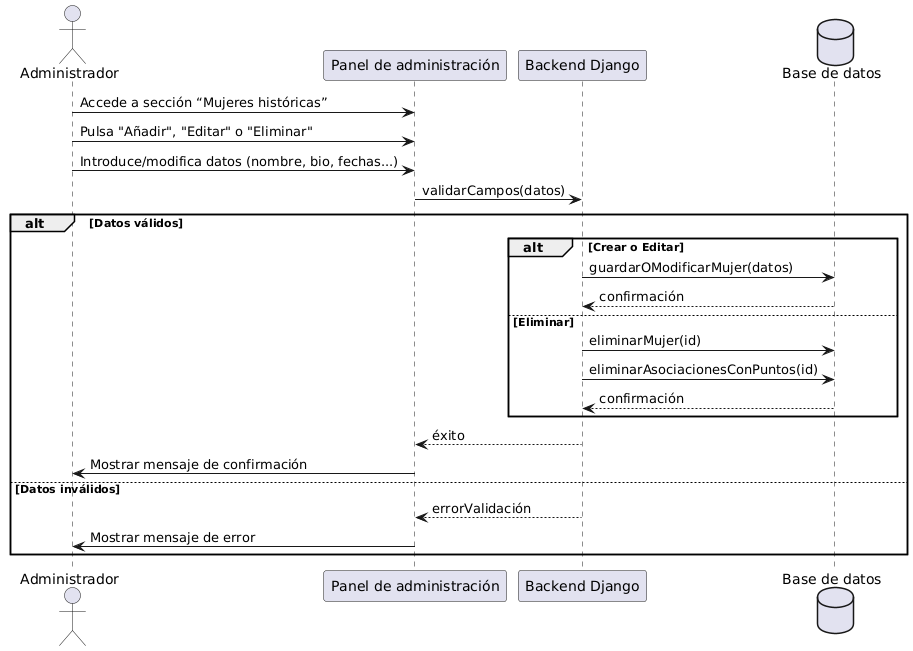 Administrador
Panel de administración
Backend Django
Base de datos
Accede a sección “Mujeres históricas”
Pulsa "Añadir", "Editar" o "Eliminar"
Introduce/modifica datos (nombre, bio, fechas...)
validarCampos(datos)
alt [Datos válidos]
alt [Crear o Editar]
guardarOModificarMujer(datos)
confirmación
[Eliminar]
eliminarMujer(id)
eliminarAsociacionesConPuntos(id)
confirmación
éxito
Mostrar mensaje de confirmación
[Datos inválidos]
errorValidación
Mostrar mensaje de error
Administrador
Panel de administración
Backend Django
Base de datos